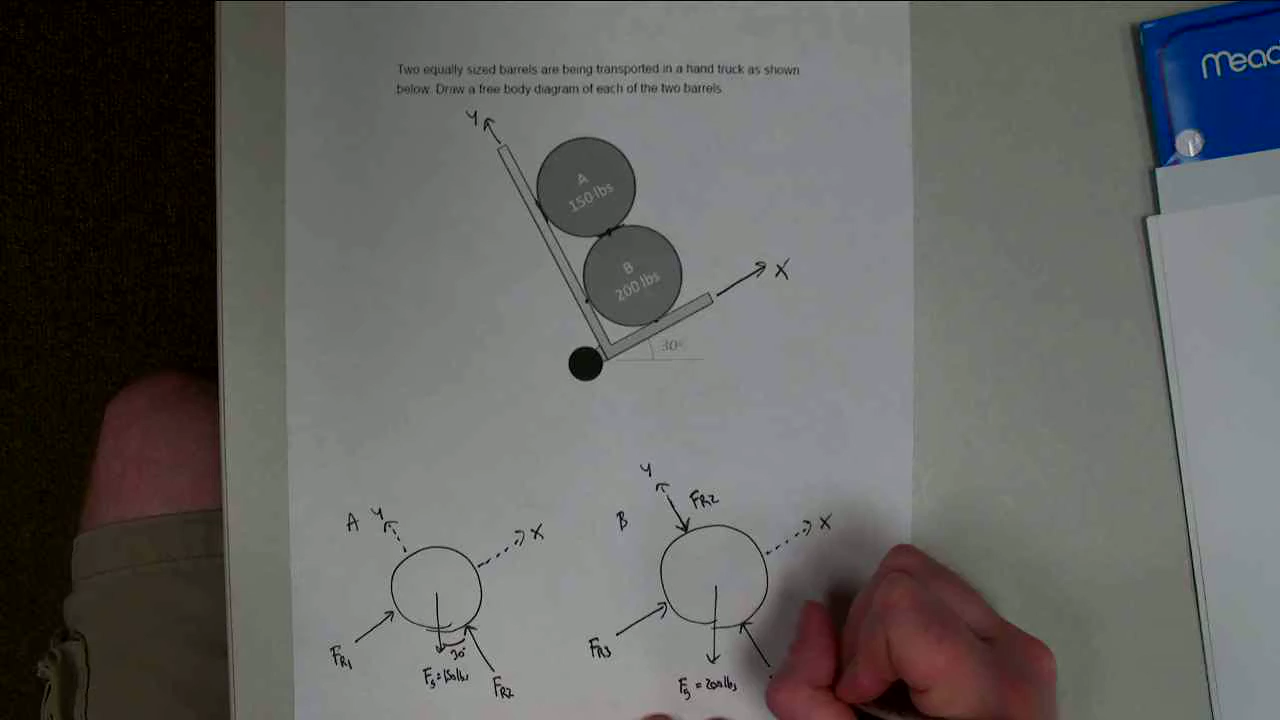 Two equally sized barrels are being transported in a hand truck as shown
below. Draw a free body diagram of each of the two barrels.
Y
A
150 lbs
B
200 lbs
X
30°
Mead
A
Y
X
FR1
30°
Fg = 150 lbs
FR2
B
Y
FR2
X
FR3
Fg = 200 lbs